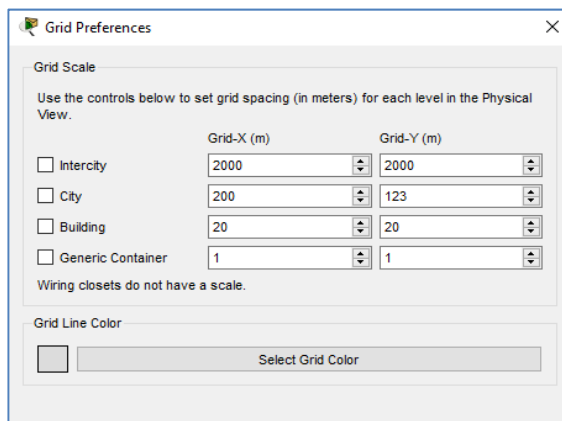 Grid Preferences
Grid Scale
Use the controls below to set grid spacing (in meters) for each level in the Physical
View.
Grid-X (m) Grid-Y (m)
Intercity 2000 2000
City 200 123
Building 20 20
Generic Container 1 1
Wiring closets do not have a scale.
Grid Line Color
Select Grid Color